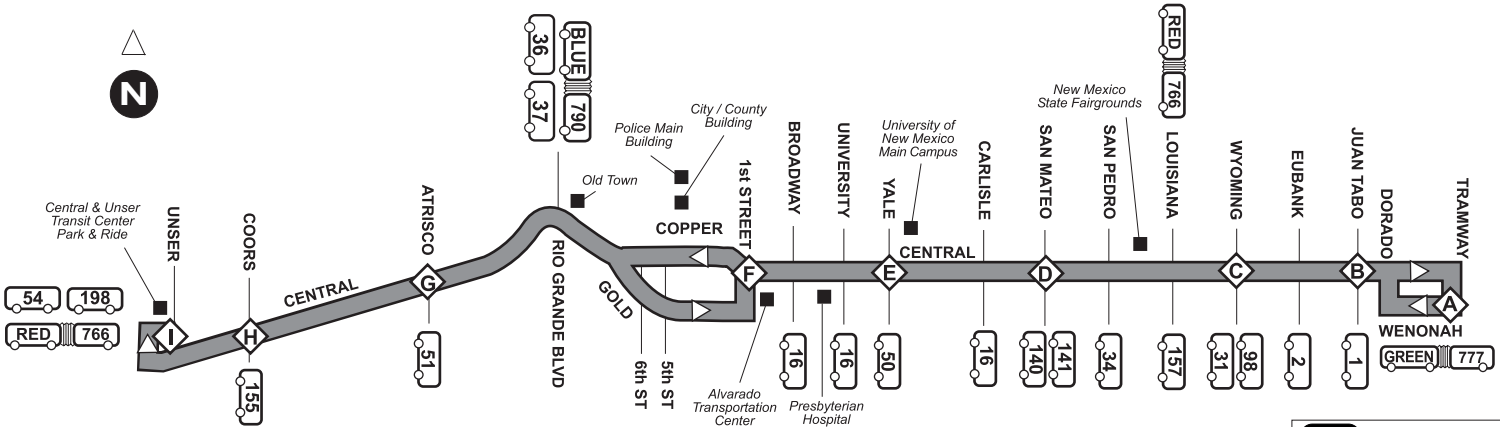 N
Central & Unser
Transit Center
Park & Ride
54
198
RED
766
I
UNSER
H
COORS
155
CENTRAL
G
ATRISCO
51
36
37
BLUE
790
RIO GRANDE BLVD
Old Town
Police Main
Building
City / County
Building
COPPER
GOLD
6th ST
5th ST
1st STREET
F
Alvarado
Transportation
Center
BROADWAY
16
Presbyterian
Hospital
UNIVERSITY
16
YALE
E
50
University of
New Mexico
Main Campus
CENTRAL
CARLISLE
16
SAN MATEO
D
140
141
SAN PEDRO
34
New Mexico
State Fairgrounds
RED
766
LOUISIANA
157
WYOMING
C
31
98
EUBANK
2
JUAN TABO
B
1
DORADO
TRAMWAY
A
WENONAH
GREEN
777